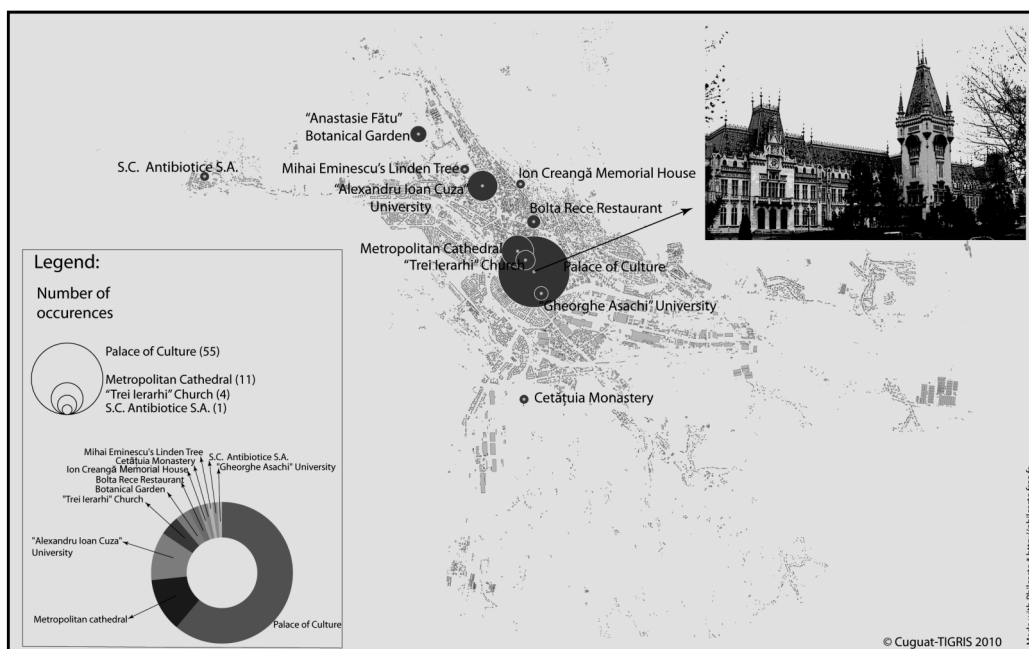 "Anastasie Fătu"
Botanical Garden
S.C. Antibiotice S.A.
Mihai Eminescu's Linden Tree
Ion Creangă Memorial House
"Alexandru Ioan Cuza"
University
Bolta Rece Restaurant
Metropolitan Cathedral
"Trei Ierarhi" Church
Palace of Culture
"Gheorghe Asachi" University
Cetățuia Monastery
Legend:
Number of
occurences
Palace of Culture (55)
Metropolitan Cathedral (11)
"Trei Ierarhi" Church (4)
S.C. Antibiotice S.A. (1)
Mihai Eminescu's Linden Tree
Cetățuia Monastery
S.C. Antibiotice S.A.
Ion Creangă Memorial House
"Gheorghe Asachi" University
Bolta Rece Restaurant
Botanical Garden
"Trei Ierarhi" Church
"Alexandru Ioan Cuza"
University
Metropolitan cathedral
Palace of Culture
© Cuguat-TIGRIS 2010